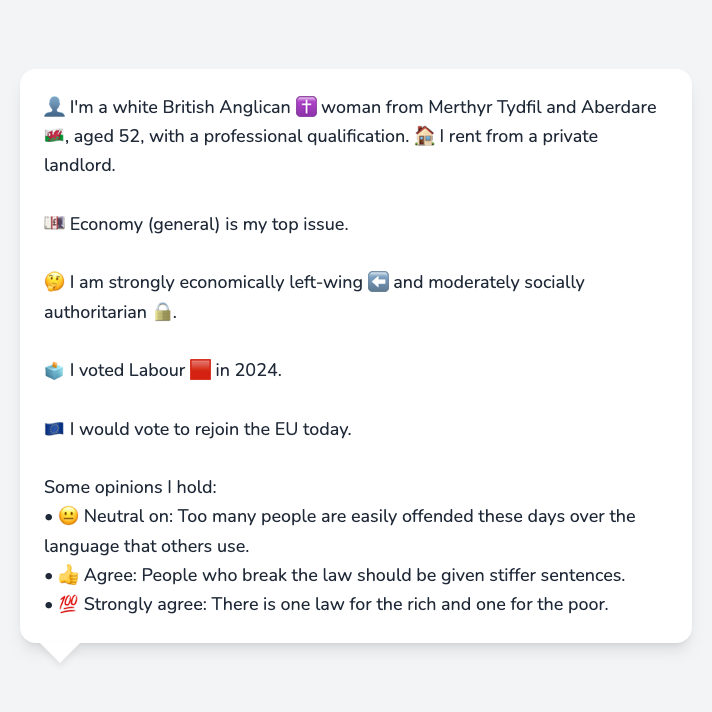 👤 I'm a white British Anglican ✝️ woman from Merthyr Tydfil and Aberdare
🏴󠁧󠁢󠁷󠁬󠁳󠁿, aged 52, with a professional qualification. 🏠 I rent from a private
landlord.
💷 Economy (general) is my top issue.
🤔 I am strongly economically left-wing ⬅️ and moderately socially
authoritarian 🔒.
🗳️ I voted Labour 🟥 in 2024.
🇪🇺 I would vote to rejoin the EU today.
Some opinions I hold:
• 😐 Neutral on: Too many people are easily offended these days over the
language that others use.
• 👍 Agree: People who break the law should be given stiffer sentences.
• 💯 Strongly agree: There is one law for the rich and one for the poor.